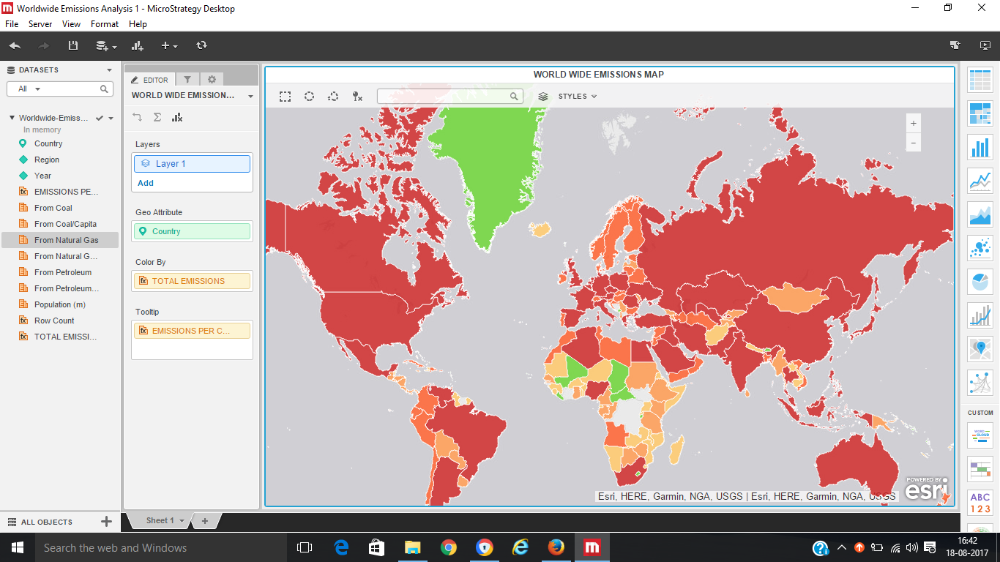 Worldwide Emissions Analysis 1 - MicroStrategy Desktop
File Server View Format Help
DATASETS
All
Worldwide-Emiss...
In memory
Country
Region
Year
fx EMISSIONS PE...
From Coal
From Coal/Capita
From Natural Gas
From Natural G...
From Petroleum
From Petroleum...
Population (m)
fx Row Count
fx TOTAL EMISSI...
ALL OBJECTS
EDITOR
WORLD WIDE EMISSION...
Layers
Layer 1
Add
Geo Attribute
Country
Color By
fx TOTAL EMISSIONS
Tooltip
fx EMISSIONS PER C...
WORLD WIDE EMISSIONS MAP
STYLES
+
−
POWERED BY
esri
Esri, HERE, Garmin, NGA, USGS | Esri, HERE, Garmin, NGA, USGS
Sheet 1
CUSTOM
WORD
CLOUD
ABC
123
Search the web and Windows
16:42
18-08-2017